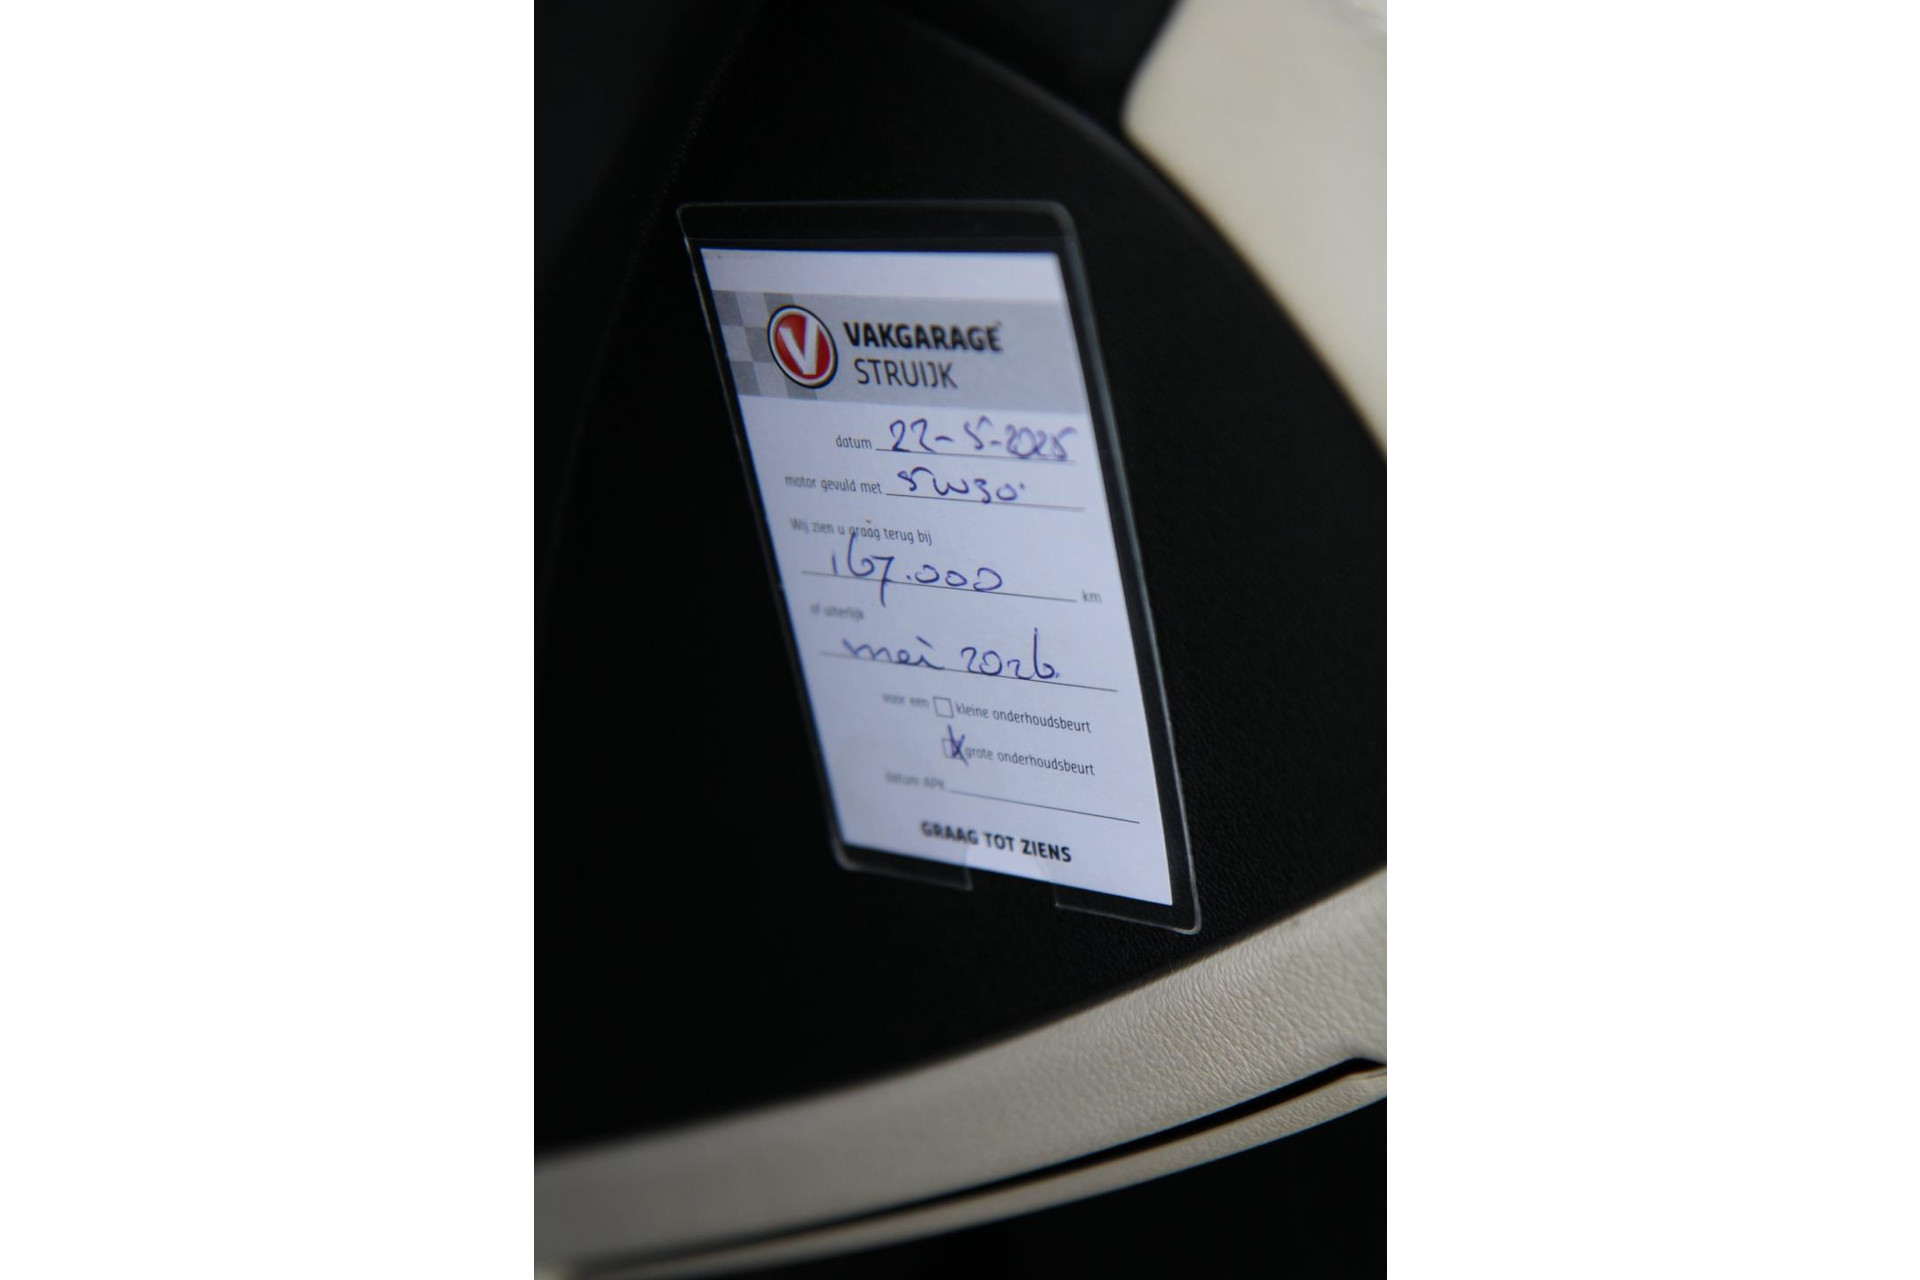 VAKGARAGE
STRUIJK
datum 22-5-2025
motor gevuld met 5W30
Wij zien u graag terug bij
167.000 km
of uiterlijk
mei 2026
voor een kleine onderhoudsbeurt
X grote onderhoudsbeurt
datum APK
GRAAG TOT ZIENS